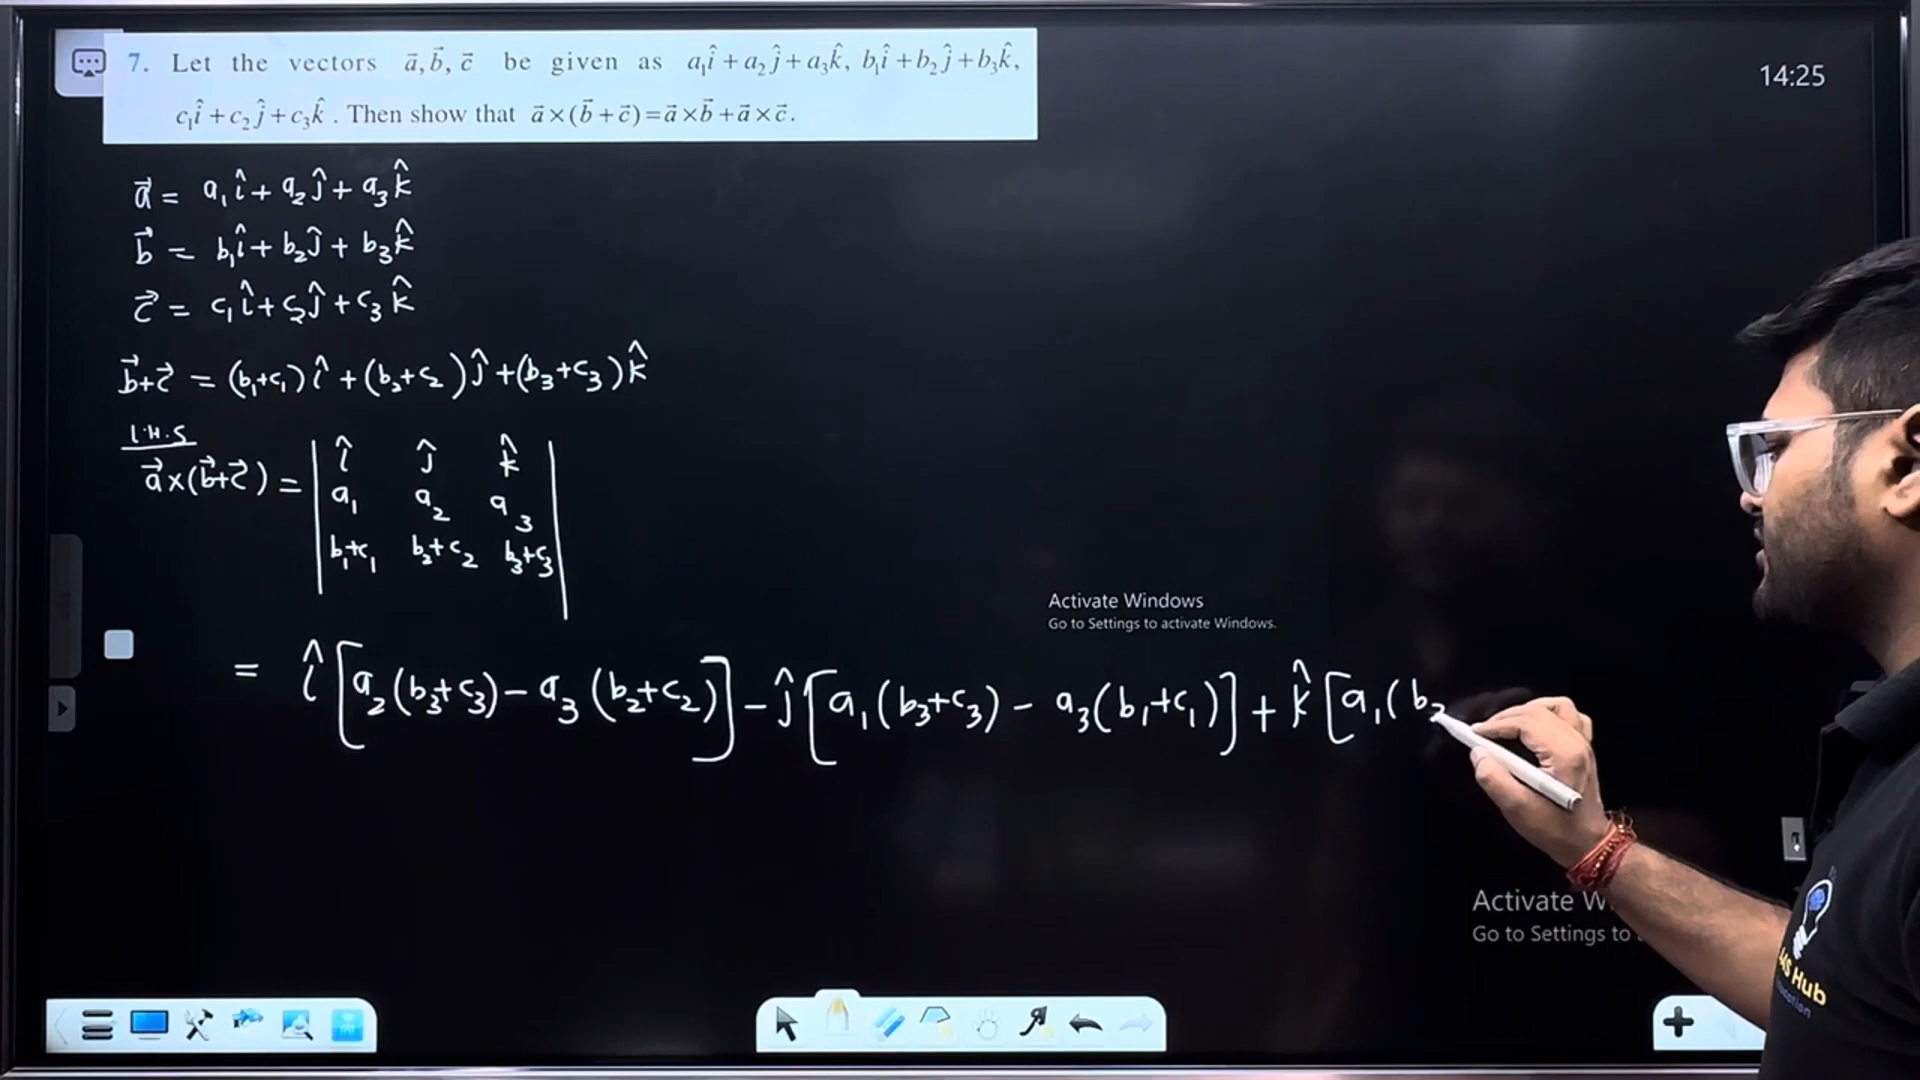 7. Let the vectors a⃗, b⃗, c⃗ be given as a₁î + a₂ĵ + a₃k̂, b₁î + b₂ĵ + b₃k̂,
c₁î + c₂ĵ + c₃k̂. Then show that a⃗×(b⃗+c⃗)=a⃗×b⃗+a⃗×c⃗.
14:25
a⃗ = a₁î + a₂ĵ + a₃k̂
b⃗ = b₁î + b₂ĵ + b₃k̂
c⃗ = c₁î + c₂ĵ + c₃k̂
b⃗+c⃗ = (b₁+c₁)î + (b₂+c₂)ĵ + (b₃+c₃)k̂
L.H.S
a⃗×(b⃗+c⃗) = | î ĵ k̂ |
| a₁ a₂ a₃ |
| b₁+c₁ b₂+c₂ b₃+c₃ |
Activate Windows
Go to Settings to activate Windows.
= î [a₂(b₃+c₃) − a₃(b₂+c₂)] − ĵ [a₁(b₃+c₃) − a₃(b₁+c₁)] + k̂ [a₁(b₂
Activate W
Go to Settings to
Hub